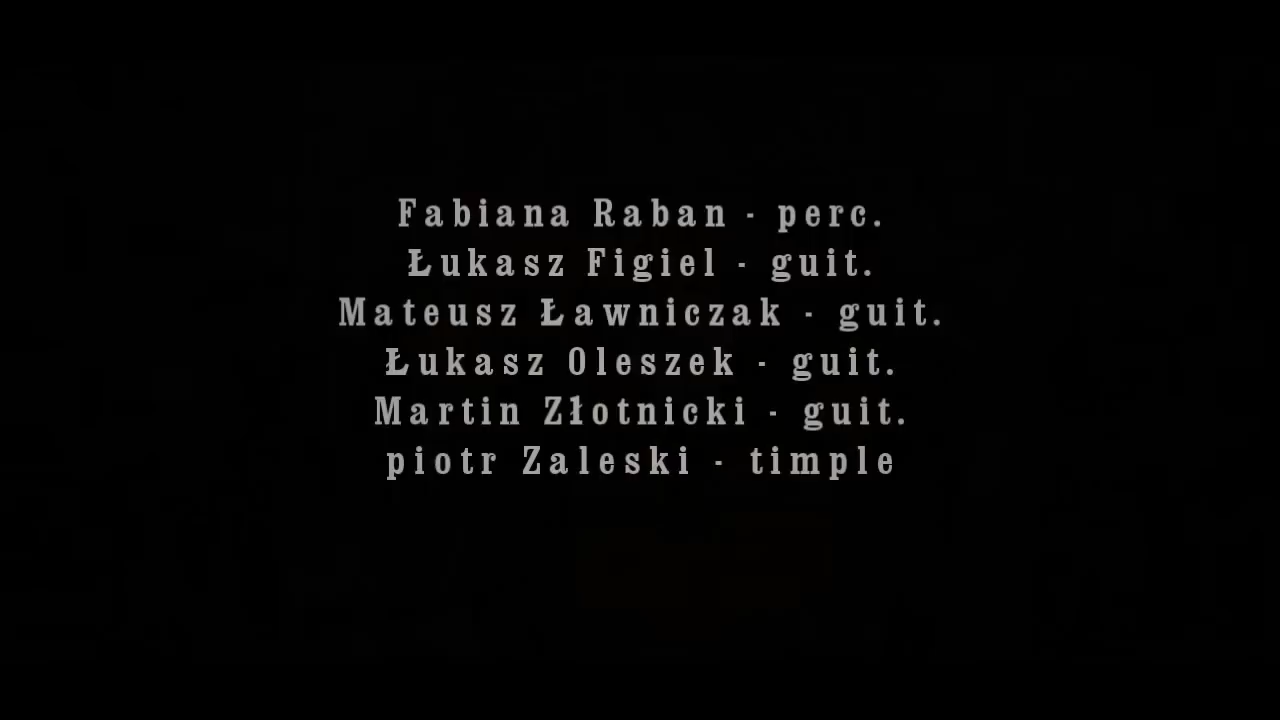 Fabiana Raban - perc.
Łukasz Figiel - guit.
Mateusz Ławniczak - guit.
Łukasz Oleszek - guit.
Martin Złotnicki - guit.
piotr Zaleski - timple